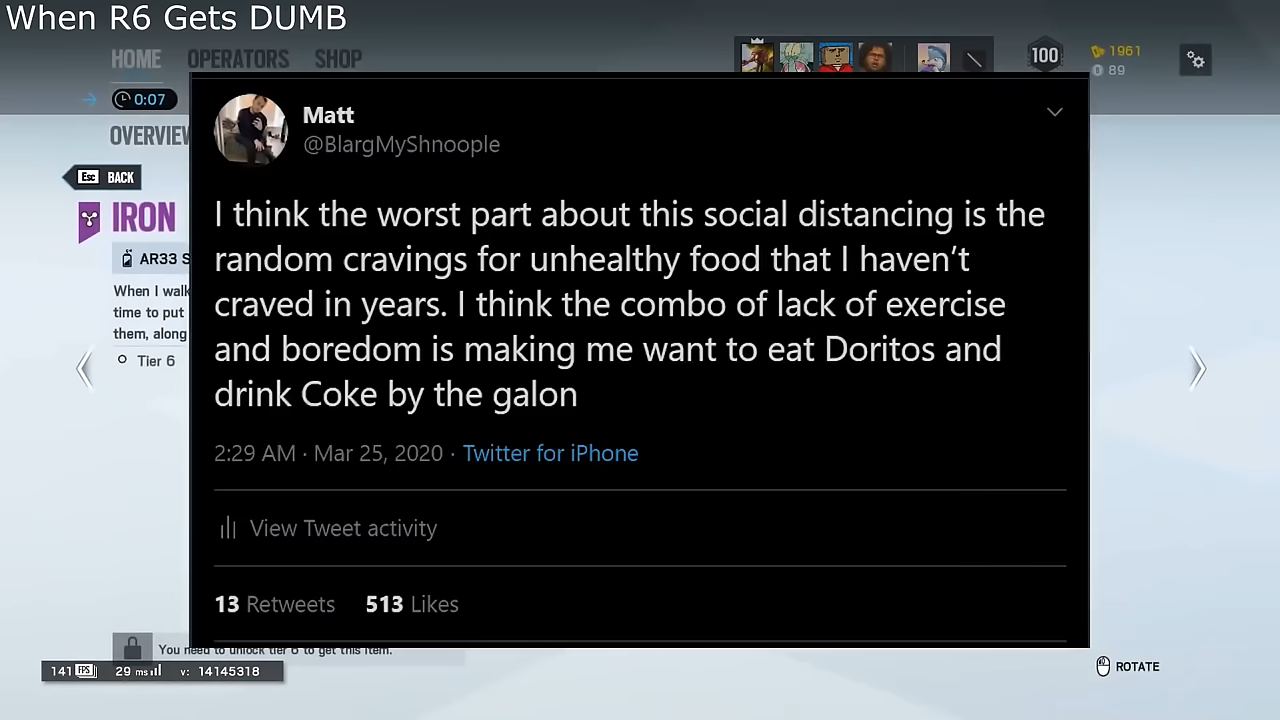 When R6 Gets DUMB
HOME OPERATORS SHOP
100
1961
89
0:07
OVERVIEW
Esc BACK
IRON
AR33 S
When I walk
time to put
them, along
Tier 6
Matt
@BlargMyShnoople
I think the worst part about this social distancing is the
random cravings for unhealthy food that I haven't
craved in years. I think the combo of lack of exercise
and boredom is making me want to eat Doritos and
drink Coke by the galon
2:29 AM · Mar 25, 2020 · Twitter for iPhone
View Tweet activity
13 Retweets 513 Likes
You need to unlock tier 6 to get this item.
141 FPS 29 ms v: 14145318
ROTATE